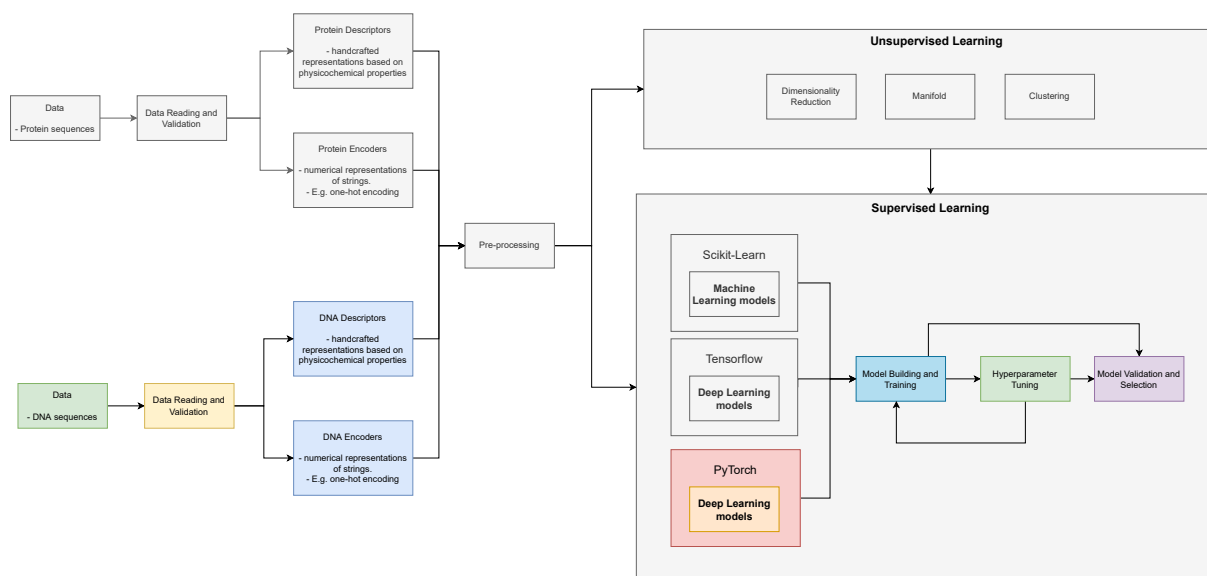 Data
- Protein sequences
Data Reading and
Validation
Protein Descriptors
- handcrafted
representations based on
physicochemical properties
Protein Encoders
- numerical representations
of strings.
- E.g. one-hot encoding
Data
- DNA sequences
Data Reading and
Validation
DNA Descriptors
- handcrafted
representations based on
physicochemical properties
DNA Encoders
- numerical representations
of strings.
- E.g. one-hot encoding
Pre-processing
Unsupervised Learning
Dimensionality
Reduction
Manifold
Clustering
Supervised Learning
Scikit-Learn
Machine
Learning models
Tensorflow
Deep Learning
models
PyTorch
Deep Learning
models
Model Building and
Training
Hyperparameter
Tuning
Model Validation and
Selection